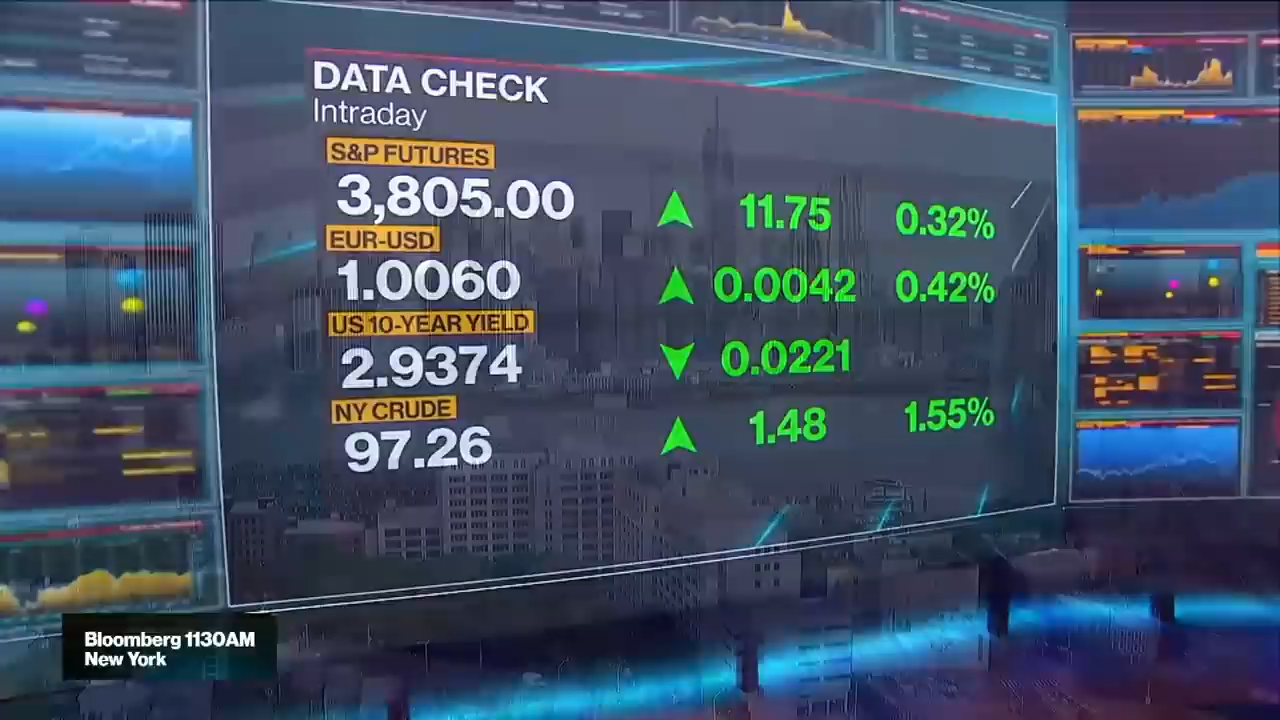 DATA CHECK
Intraday
S&P FUTURES
3,805.00 11.75 0.32%
EUR-USD
1.0060 0.0042 0.42%
US 10-YEAR YIELD
2.9374 0.0221
NY CRUDE
97.26 1.48 1.55%
Bloomberg 1130AM
New York